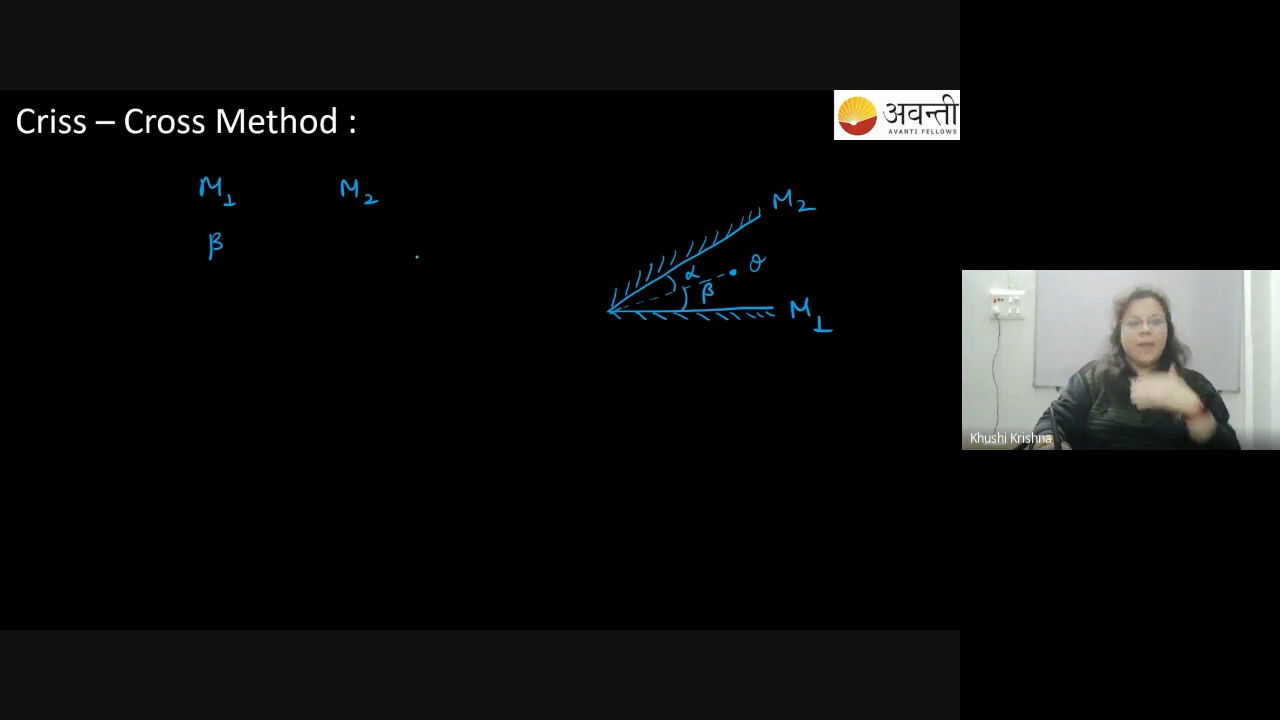 Criss – Cross Method :
अवन्ती
AVANTI FELLOWS
M₁ M₂
β
M₂
α
O
β
M₁
Khushi Krishna